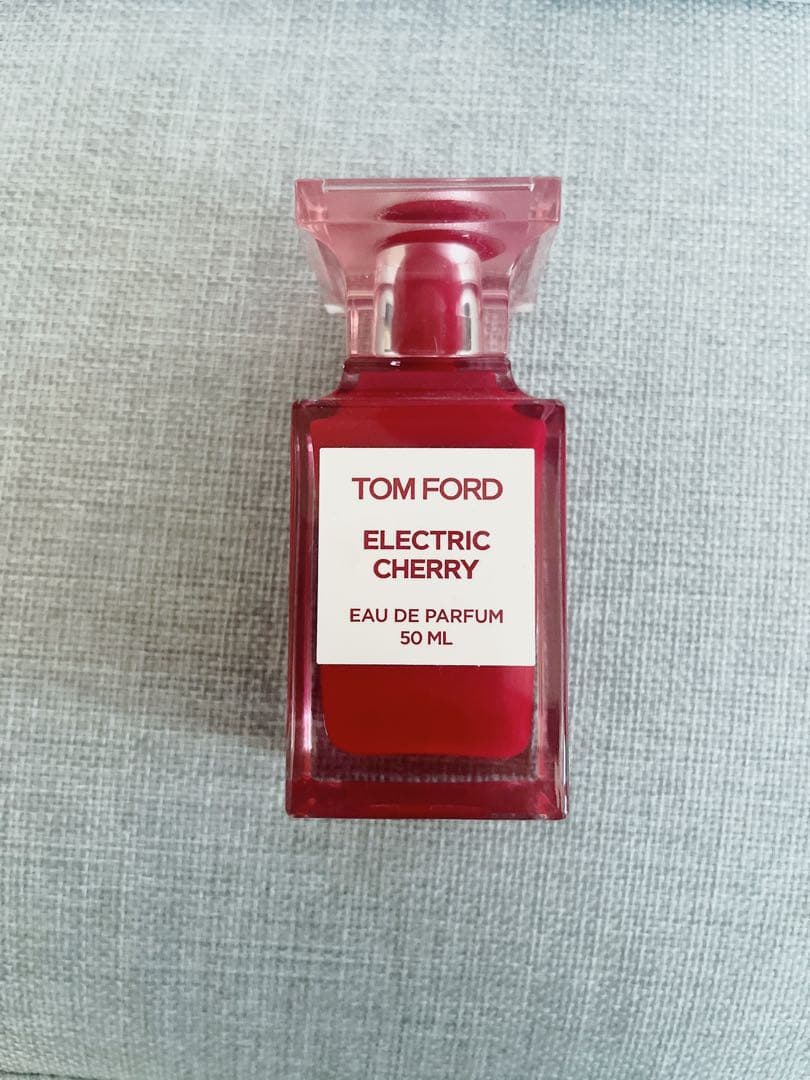 TOM FORD
ELECTRIC
CHERRY
EAU DE PARFUM
50 ML